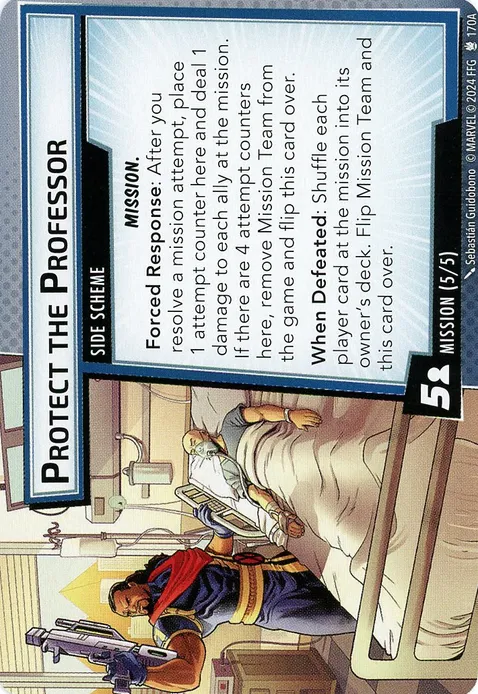 PROTECT THE PROFESSOR
SIDE SCHEME
MISSION.
Forced Response: After you
resolve a mission attempt, place
1 attempt counter here and deal 1
damage to each ally at the mission.
If there are 4 attempt counters
here, remove Mission Team from
the game and flip this card over.
When Defeated: Shuffle each
player card at the mission into its
owner's deck. Flip Mission Team and
this card over.
5
MISSION (5/5)
Sebastián Guidobono © MARVEL © 2024 FFG 170A